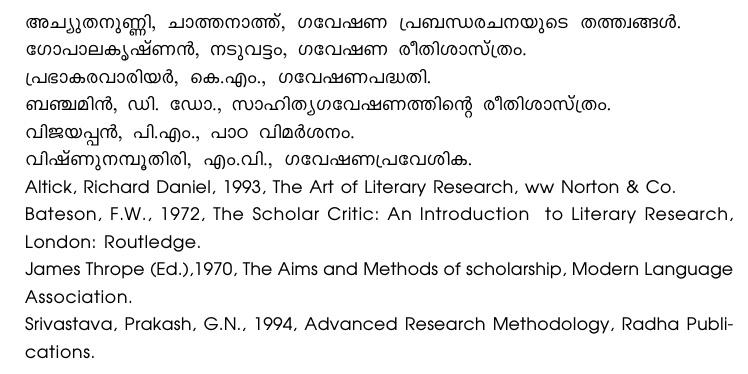 അച്യുതനുണ്ണി, ചാത്തനാത്ത്, ഗവേഷണ പ്രബന്ധരചനയുടെ തത്ത്വങ്ങൾ.
ഗോപാലകൃഷ്ണൻ, നടുവട്ടം, ഗവേഷണ രീതിശാസ്ത്രം.
പ്രഭാകരവാരിയർ, കെ.എം., ഗവേഷണപദ്ധതി.
ബഞ്ചമിൻ, ഡി. ഡോ., സാഹിത്യഗവേഷണത്തിന്റെ രീതിശാസ്ത്രം.
വിജയപ്പൻ, പി.എം., പാഠ വിമർശനം.
വിഷ്ണുനമ്പൂതിരി, എം.വി., ഗവേഷണപ്രവേശിക.
Altick, Richard Daniel, 1993, The Art of Literary Research, ww Norton & Co.
Bateson, F.W., 1972, The Scholar Critic: An Introduction to Literary Research,
London: Routledge.
James Thrope (Ed.),1970, The Aims and Methods of scholarship, Modern Language
Association.
Srivastava, Prakash, G.N., 1994, Advanced Research Methodology, Radha Publi-
cations.